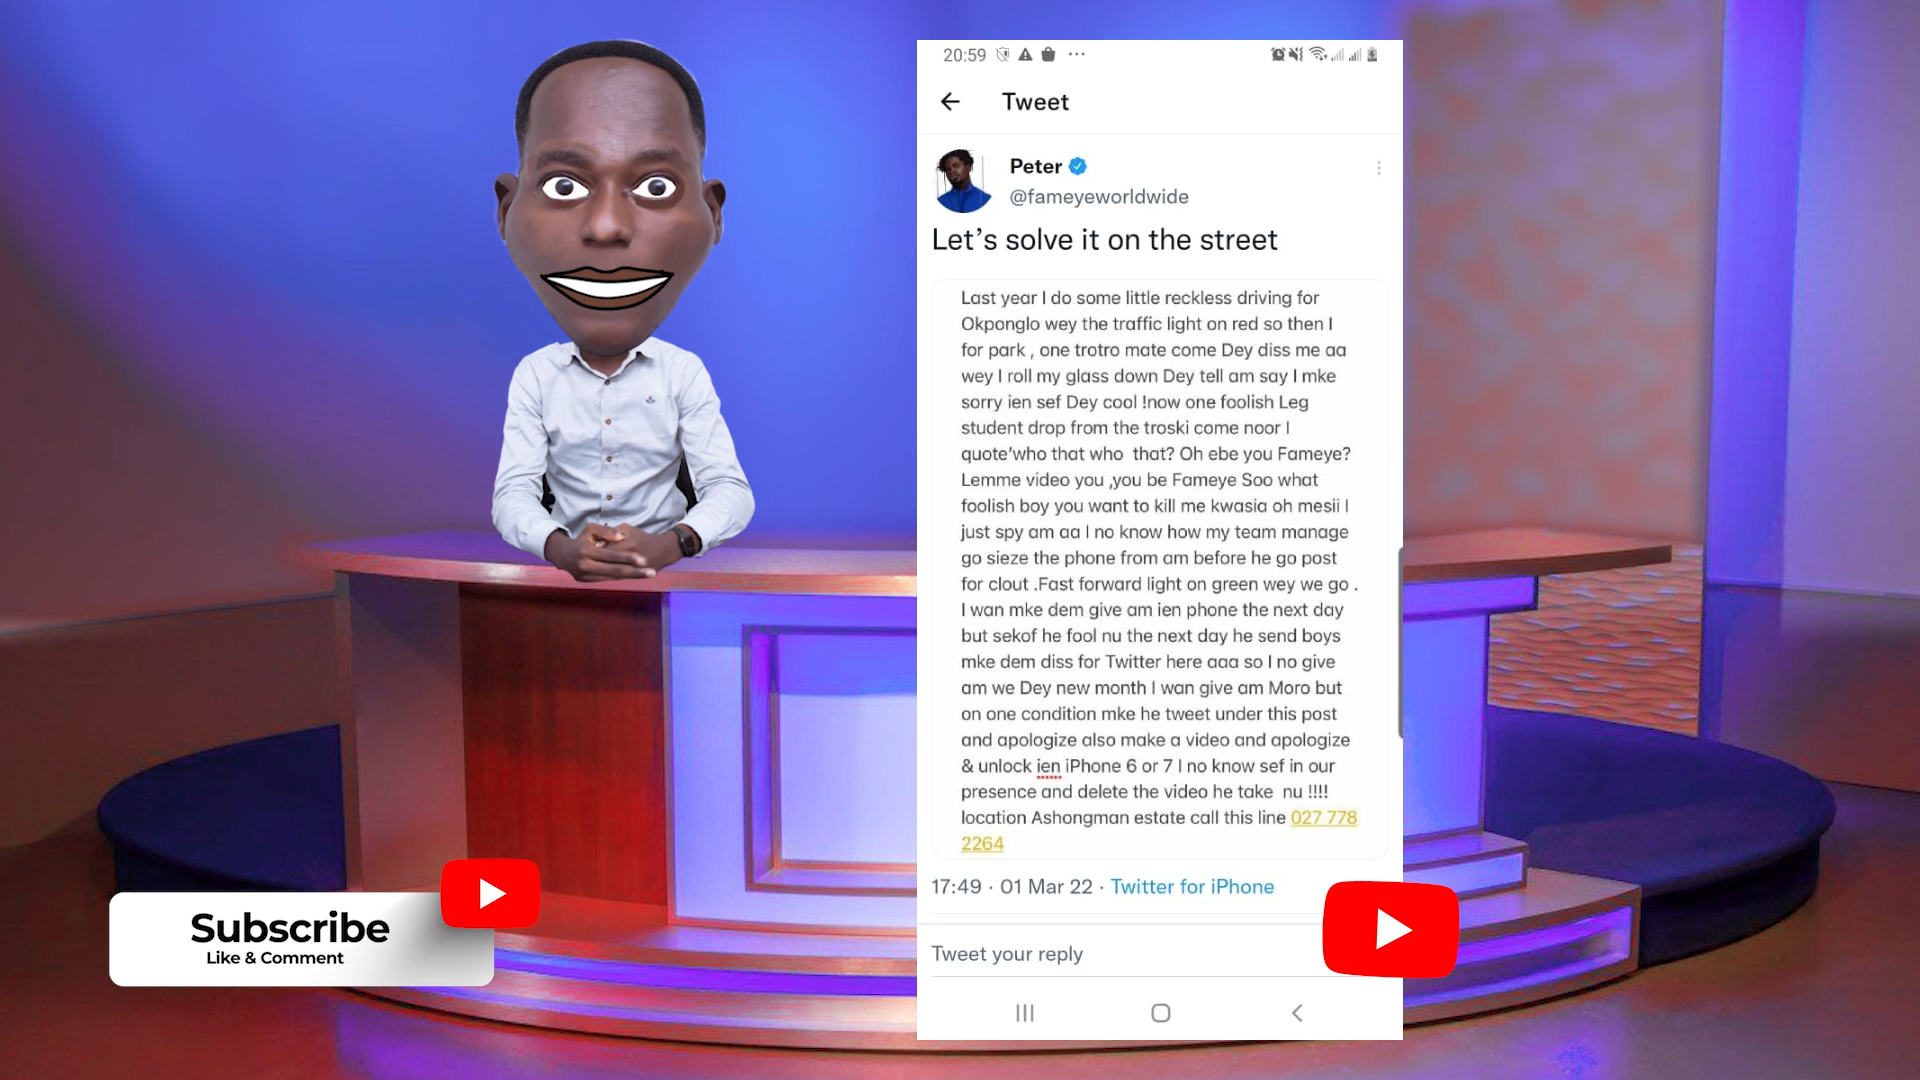 20:59
Tweet
Peter
@fameyeworldwide
Let's solve it on the street
Last year I do some little reckless driving for
Okponglo wey the traffic light on red so then I
for park , one trotro mate come Dey diss me aa
wey I roll my glass down Dey tell am say I mke
sorry ien sef Dey cool !now one foolish Leg
student drop from the troski come noor I
quote'who that who  that? Oh ebe you Fameye?
Lemme video you ,you be Fameye Soo what
foolish boy you want to kill me kwasia oh mesii I
just spy am aa I no know how my team manage
go sieze the phone from am before he go post
for clout .Fast forward light on green wey we go .
I wan mke dem give am ien phone the next day
but sekof he fool nu the next day he send boys
mke dem diss for Twitter here aaa so I no give
am we Dey new month I wan give am Moro but
on one condition mke he tweet under this post
and apologize also make a video and apologize
& unlock ien iPhone 6 or 7 I no know sef in our
presence and delete the video he take  nu !!!!
location Ashongman estate call this line 027 778
2264
17:49 · 01 Mar 22 · Twitter for iPhone
Tweet your reply
Subscribe
Like & Comment